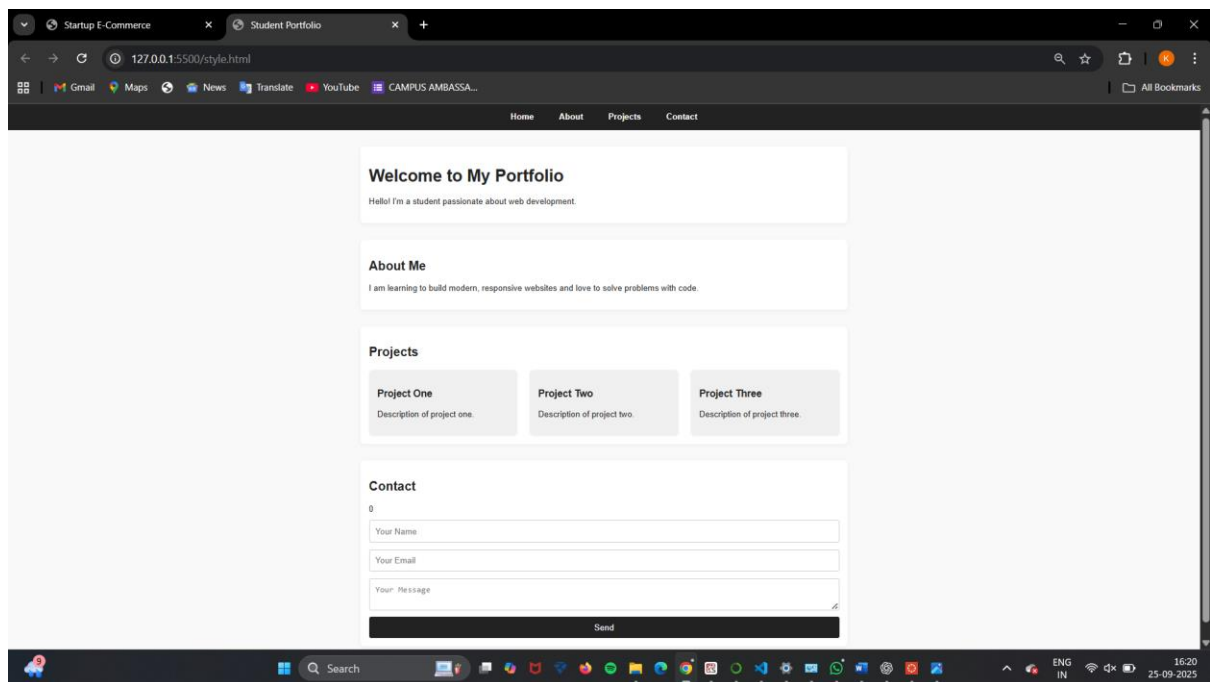 Startup E-Commerce
Student Portfolio
127.0.0.1:5500/style.html
K
Gmail Maps News Translate YouTube CAMPUS AMBASSA... All Bookmarks
Home About Projects Contact
Welcome to My Portfolio
Hello! I'm a student passionate about web development.
About Me
I am learning to build modern, responsive websites and love to solve problems with code.
Projects
Project One Project Two Project Three
Description of project one. Description of project two. Description of project three.
Contact
0
Your Name
Your Email
Your Message
Send
9
Search
ENG
IN
16:20
25-09-2025